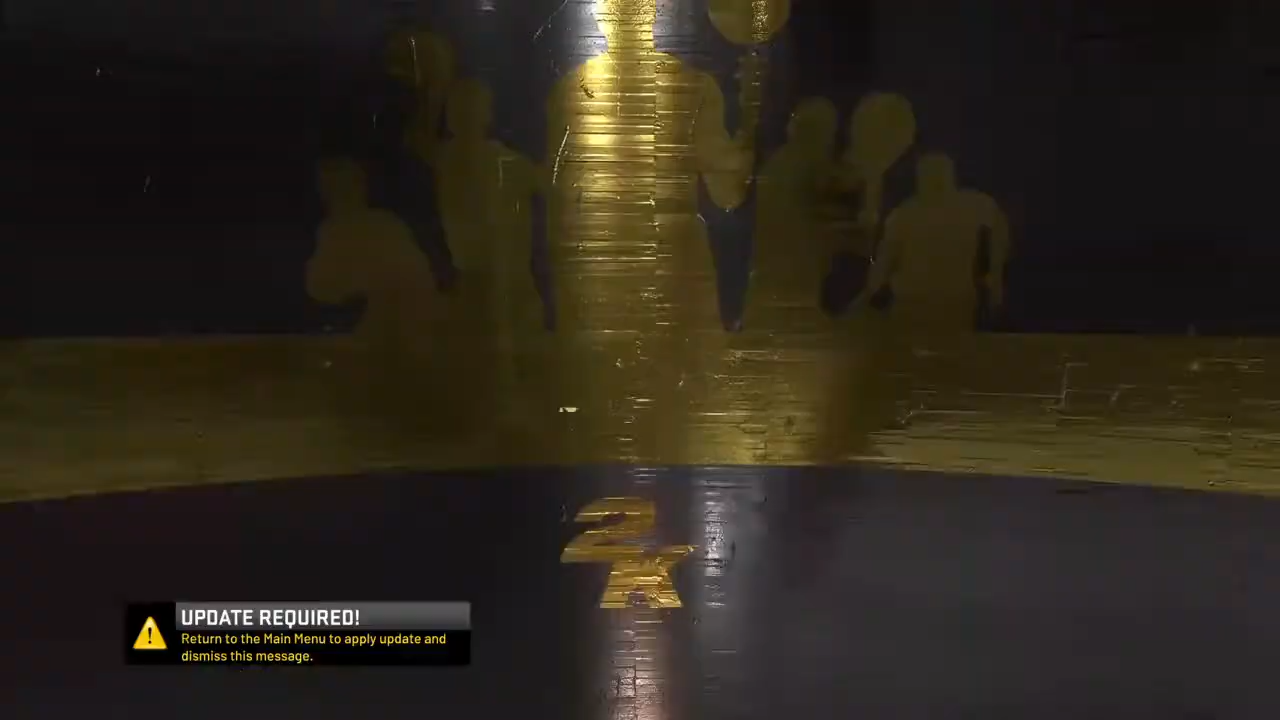 2K
UPDATE REQUIRED!
Return to the Main Menu to apply update and
dismiss this message.